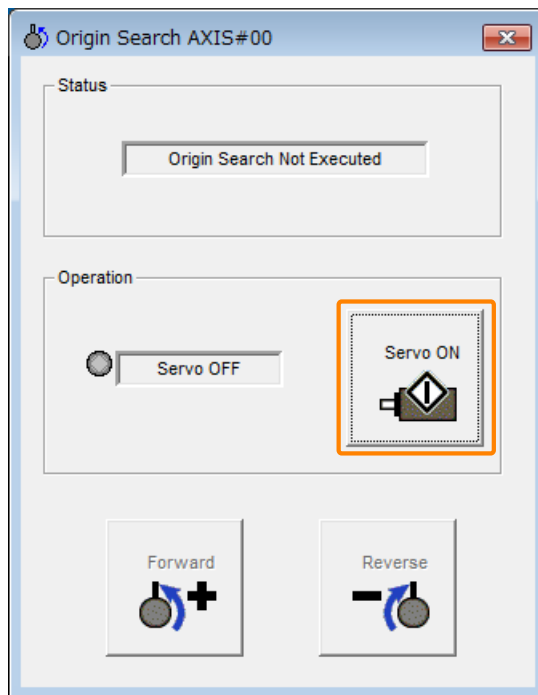 Origin Search AXIS#00
Status
Origin Search Not Executed
Operation
Servo OFF
Servo ON
Forward
Reverse